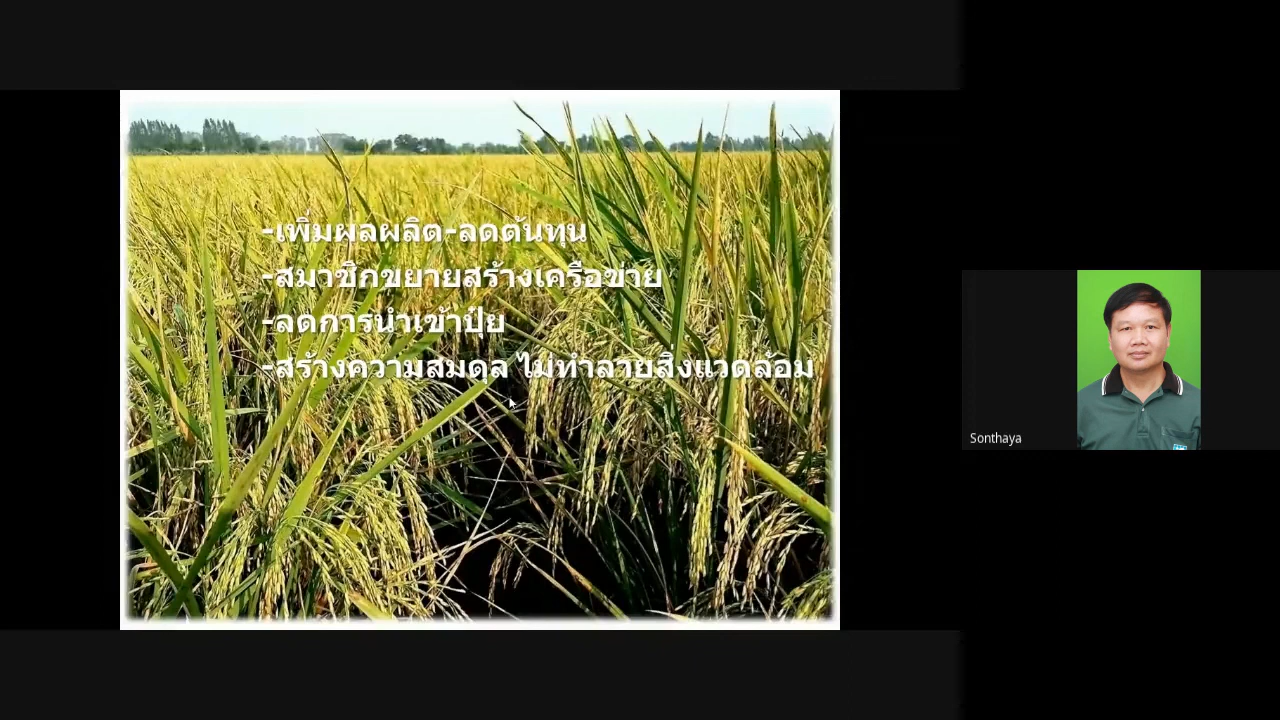 -เพิ่มผลผลิต-ลดต้นทุน
-สมาชิกขยายสร้างเครือข่าย
-ลดการนำเข้าปุ๋ย
-สร้างความสมดุล ไม่ทำลายสิ่งแวดล้อม
Sonthaya